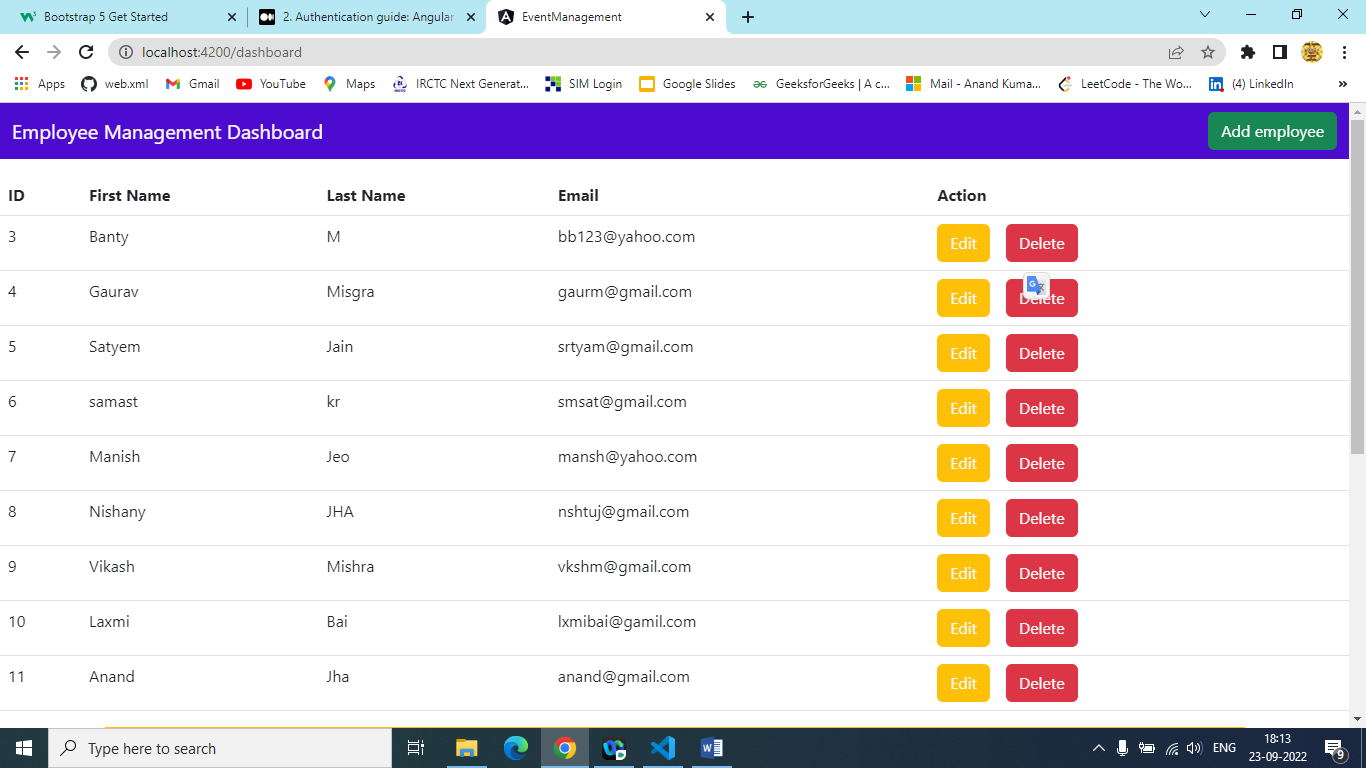 Bootstrap 5 Get Started
2. Authentication guide: Angular
EventManagement
localhost:4200/dashboard
Apps web.xml Gmail YouTube Maps IRCTC Next Generat... SIM Login Google Slides GeeksforGeeks | A c... Mail - Anand Kuma... LeetCode - The Wo... (4) LinkedIn »
Employee Management Dashboard Add employee
ID First Name Last Name Email Action
3 Banty M bb123@yahoo.com Edit Delete
4 Gaurav Misgra gaurm@gmail.com Edit Delete
5 Satyem Jain srtyam@gmail.com Edit Delete
6 samast kr smsat@gmail.com Edit Delete
7 Manish Jeo mansh@yahoo.com Edit Delete
8 Nishany JHA nshtuj@gmail.com Edit Delete
9 Vikash Mishra vkshm@gmail.com Edit Delete
10 Laxmi Bai lxmibai@gamil.com Edit Delete
11 Anand Jha anand@gmail.com Edit Delete
Type here to search
ENG
18:13
23-09-2022
9